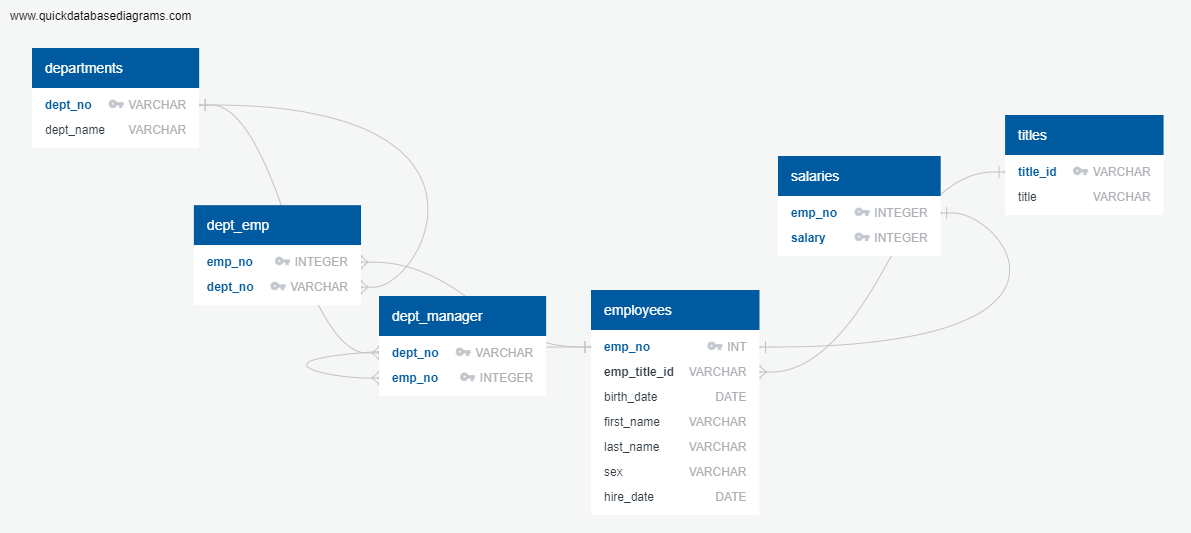 www.quickdatabasediagrams.com
departments
dept_no VARCHAR
dept_name VARCHAR
dept_emp
emp_no INTEGER
dept_no VARCHAR
dept_manager
dept_no VARCHAR
emp_no INTEGER
employees
emp_no INT
emp_title_id VARCHAR
birth_date DATE
first_name VARCHAR
last_name VARCHAR
sex VARCHAR
hire_date DATE
salaries
emp_no INTEGER
salary INTEGER
titles
title_id VARCHAR
title VARCHAR